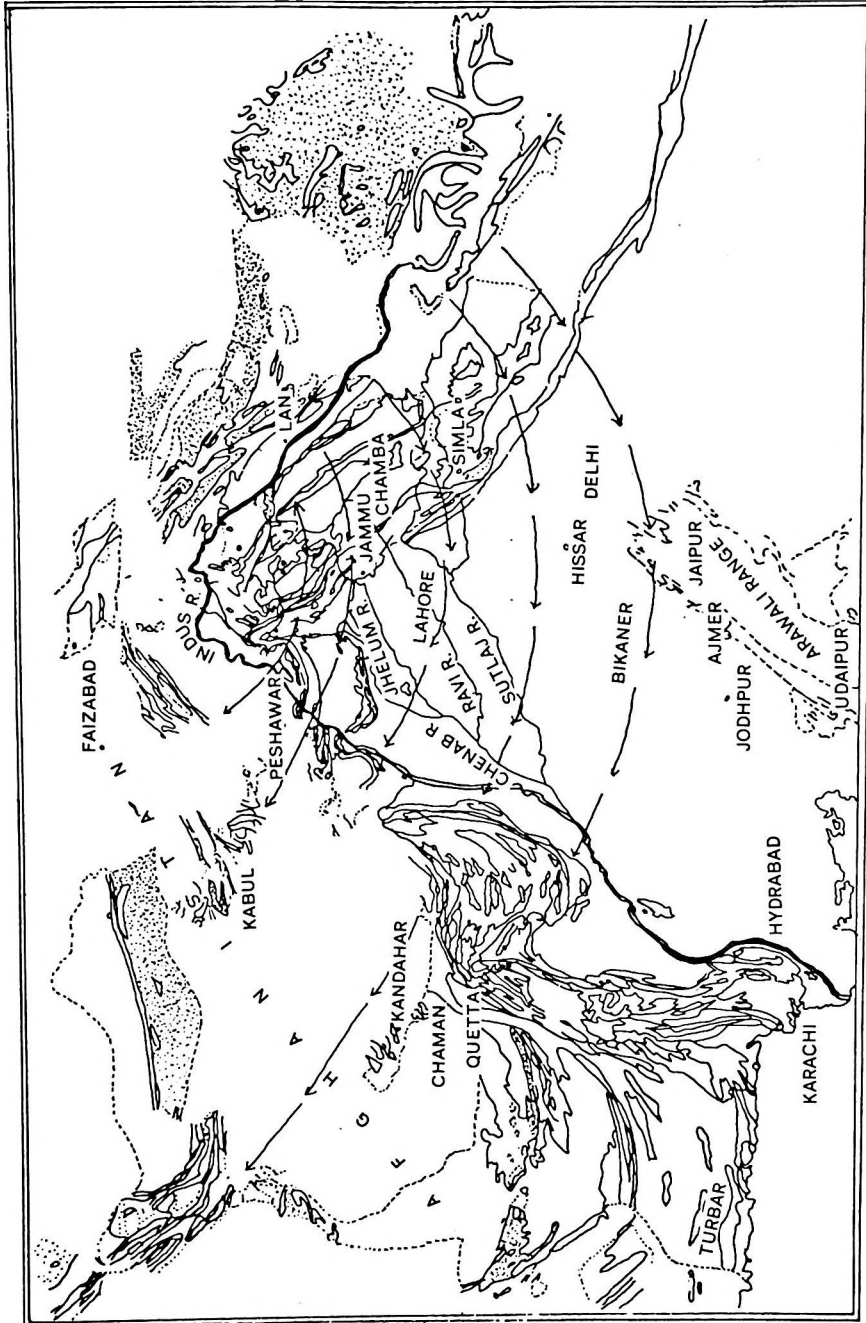 FAIZABAD
INDUS R.
LAN.
KABUL
PESHAWAR
JAMMU
CHAMBA
SIMLA
JHELUM R.
LAHORE
RAVI R.
SUTLAJ R.
CHENAB R
AFGHANISTAN
KANDAHAR
CHAMAN
QUETTA
HISSAR
DELHI
BIKANER
JAIPUR
AJMER
ARAWALI RANGE
JODHPUR
UDAIPUR
HYDRABAD
KARACHI
TURBAR